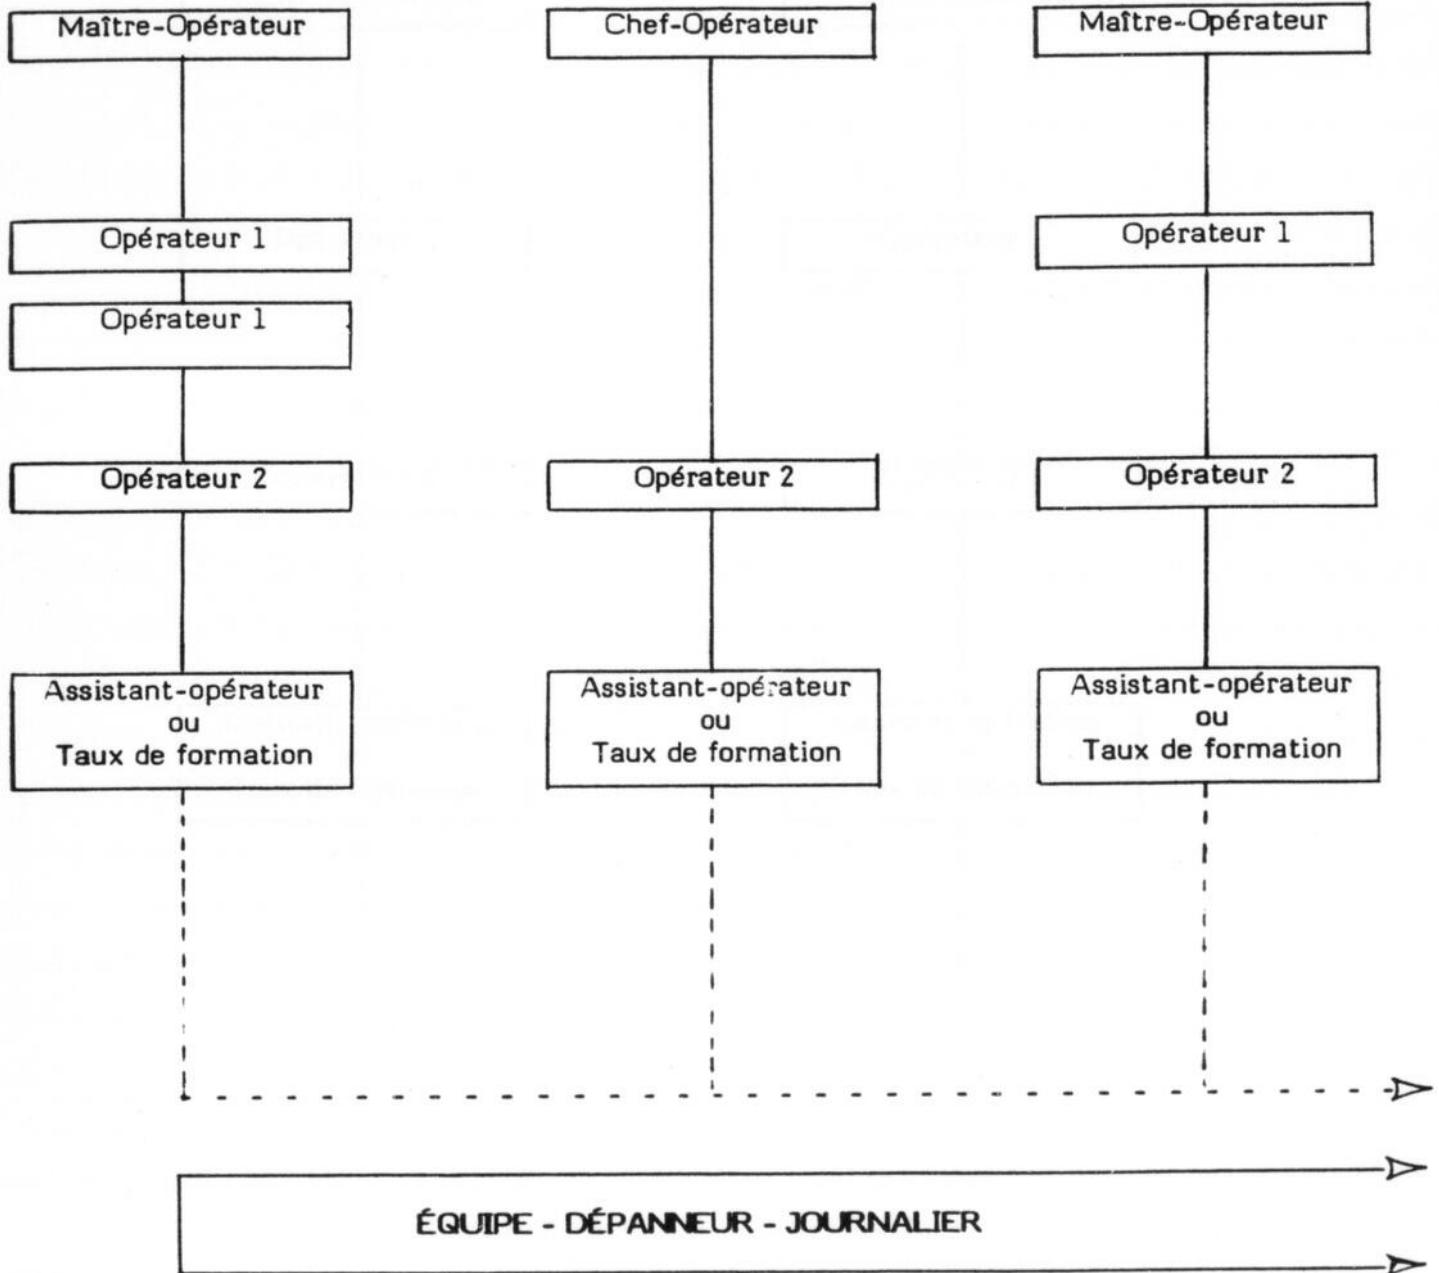 Maître-Opérateur
Chef-Opérateur
Maître-Opérateur
Opérateur 1
Opérateur 1
Opérateur 1
Opérateur 2
Opérateur 2
Opérateur 2
Assistant-opérateur
ou
Taux de formation
Assistant-opérateur
ou
Taux de formation
Assistant-opérateur
ou
Taux de formation
ÉQUIPE - DÉPANNEUR - JOURNALIER